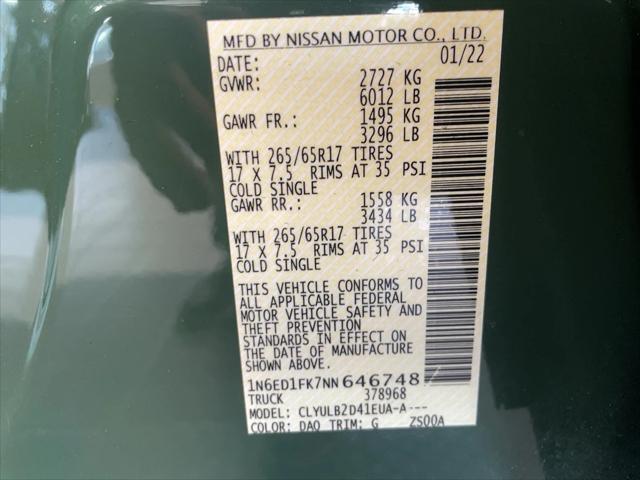 MFD BY NISSAN MOTOR CO., LTD.
DATE: 01/22
GVWR: 2727 KG
6012 LB
GAWR FR.: 1495 KG
3296 LB
WITH 265/65R17 TIRES
17 X 7.5 RIMS AT 35 PSI
COLD SINGLE
GAWR RR.: 1558 KG
3434 LB
WITH 265/65R17 TIRES
17 X 7.5 RIMS AT 35 PSI
COLD SINGLE
THIS VEHICLE CONFORMS TO
ALL APPLICABLE FEDERAL
MOTOR VEHICLE SAFETY AND
THEFT PREVENTION
STANDARDS IN EFFECT ON
THE DATE OF MANUFACTURE
SHOWN ABOVE.
1N6ED1FK7NN646748
TRUCK 378968
MODEL: CLYULB2D41EUA-A---
COLOR: DAQ TRIM: G ZS00A